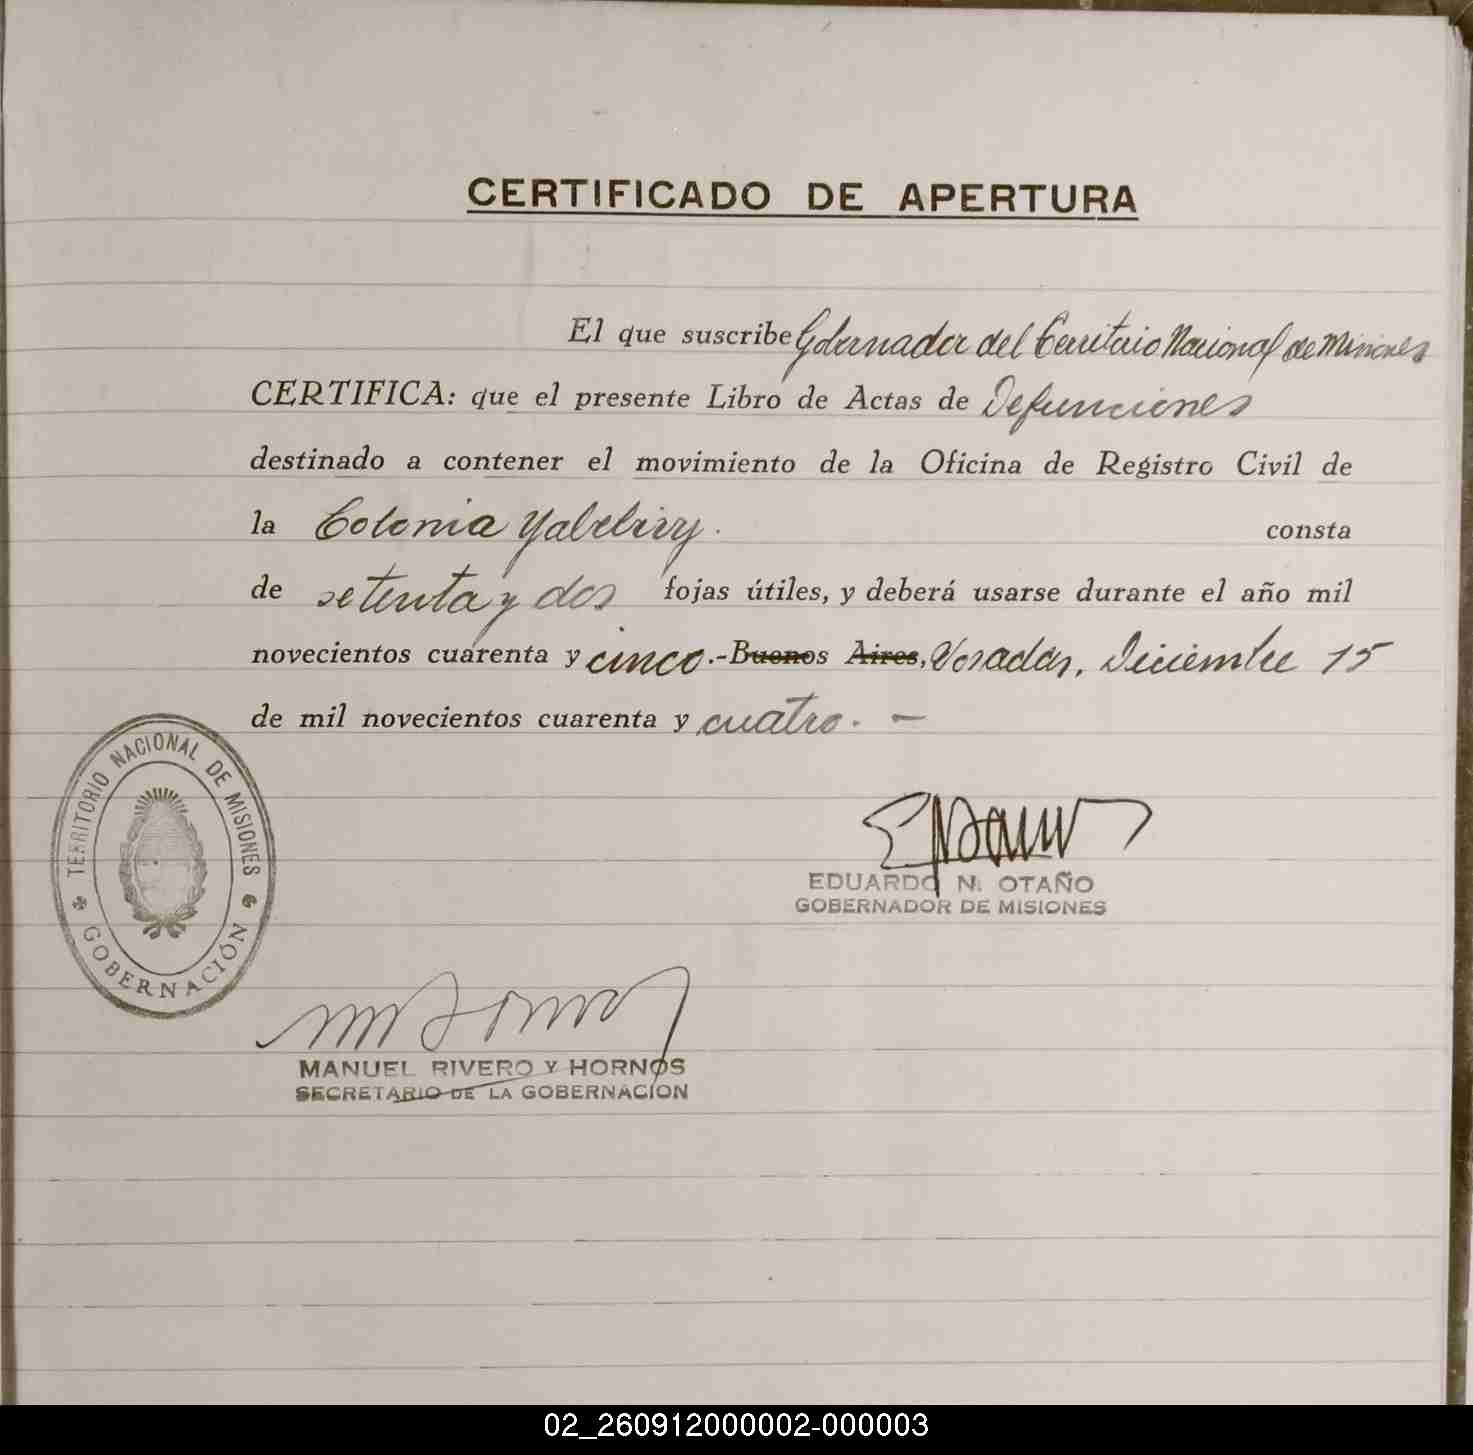 CERTIFICADO DE APERTURA
El que suscribe Gobernador del Territorio Nacional de Misiones
CERTIFICA: que el presente Libro de Actas de Defunciones
destinado a contener el movimiento de la Oficina de Registro Civil de
la Colonia Yabebiry. consta
de setenta y dos fojas útiles, y deberá usarse durante el año mil
novecientos cuarenta y cinco.-Buenos Aires, Posadas, Diciembre 15
de mil novecientos cuarenta y cuatro. —
TERRITORIO NACIONAL DE MISIONES
GOBERNACIÓN
EDUARDO N. OTAÑO
GOBERNADOR DE MISIONES
MANUEL RIVERO Y HORNOS
SECRETARIO DE LA GOBERNACION
02_260912000002-000003